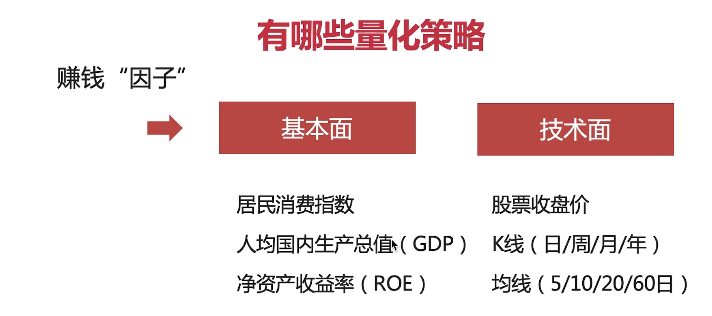 有哪些量化策略
赚钱“因子”
基本面
技术面
居民消费指数
人均国内生产总值（GDP）
净资产收益率（ROE）
股票收盘价
K线（日/周/月/年）
均线（5/10/20/60日）